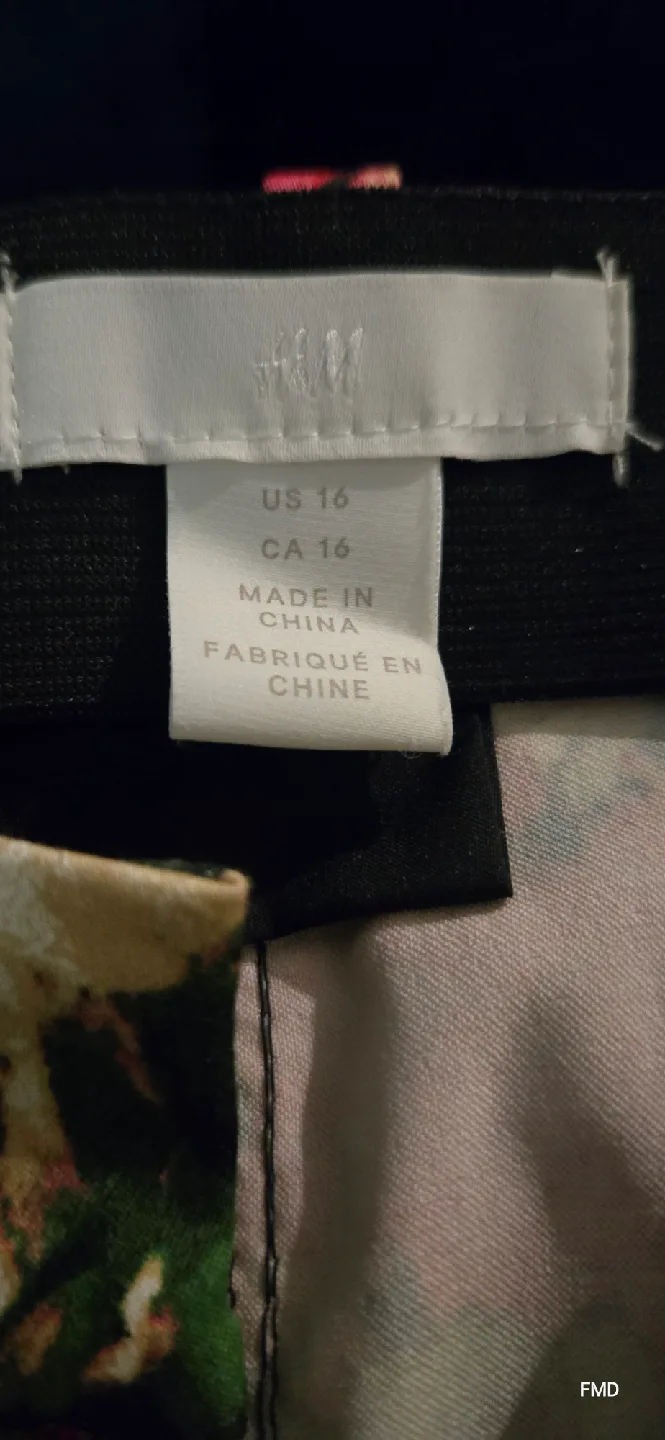 H&M
US 16
CA 16
MADE IN
CHINA
FABRIQUÉ EN
CHINE
FMD